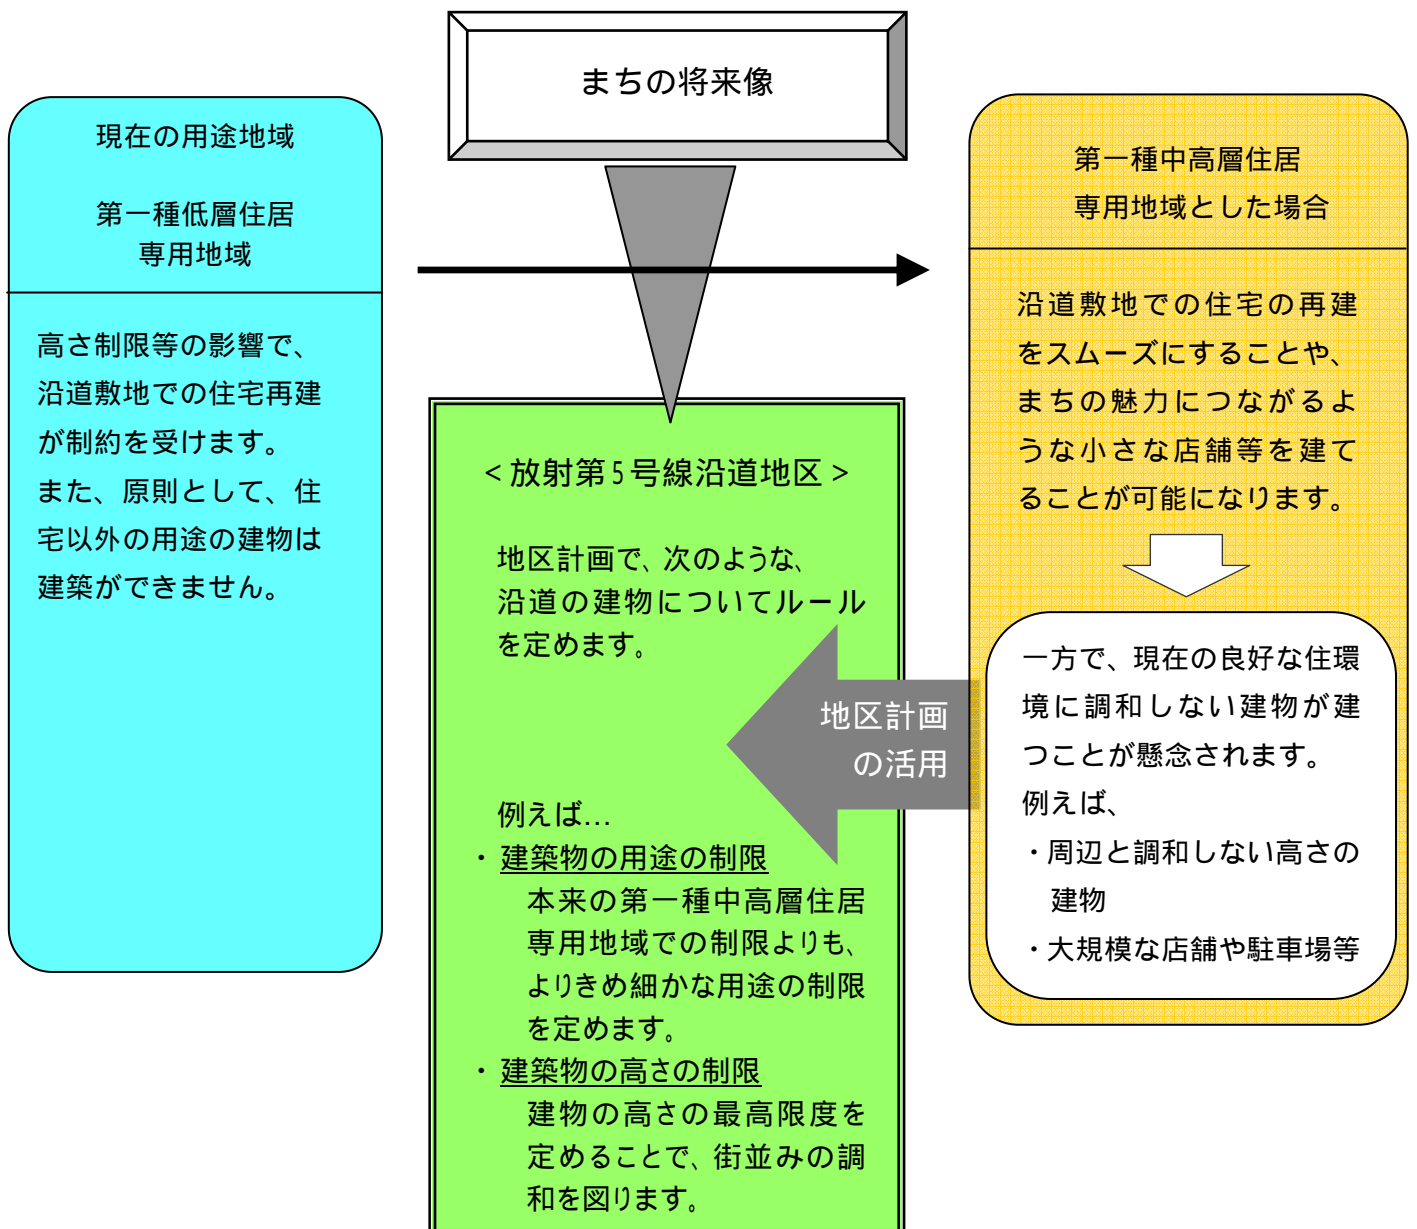 まちの将来像
現在の用途地域
第一種低層住居
専用地域
高さ制限等の影響で、
沿道敷地での住宅再建
が制約を受けます。
また、原則として、住
宅以外の用途の建物は
建築ができません。
第一種中高層住居
専用地域とした場合
沿道敷地での住宅の再建
をスムーズにすることや、
まちの魅力につながるよ
うな小さな店舗等を建て
ることが可能になります。
一方で、現在の良好な住環
境に調和しない建物が建
つことが懸念されます。
例えば、
・周辺と調和しない高さの
建物
・大規模な店舗や駐車場等
地区計画
の活用
＜放射第5号線沿道地区＞
地区計画で、次のような、
沿道の建物についてルール
を定めます。
例えば…
・建築物の用途の制限
本来の第一種中高層住居
専用地域での制限よりも、
よりきめ細かな用途の制限
を定めます。
・建築物の高さの制限
建物の高さの最高限度を
定めることで、街並みの調
和を図ります。